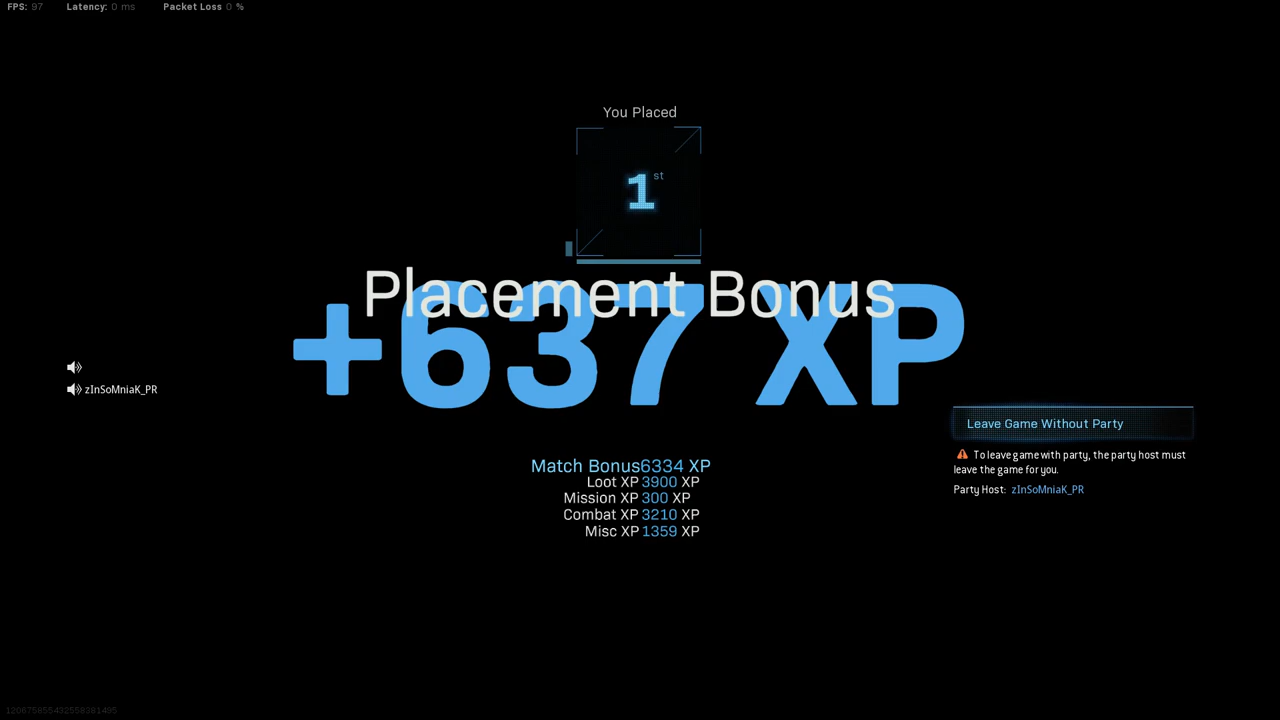 FPS: 97 Latency: 0 ms Packet Loss 0 %
You Placed
1st
Placement Bonus
+637 XP
zInSoMniaK_PR
Leave Game Without Party
To leave game with party, the party host must
leave the game for you.
Party Host: zInSoMniaK_PR
Match Bonus 6334 XP
Loot XP 3900 XP
Mission XP 300 XP
Combat XP 3210 XP
Misc XP 1359 XP